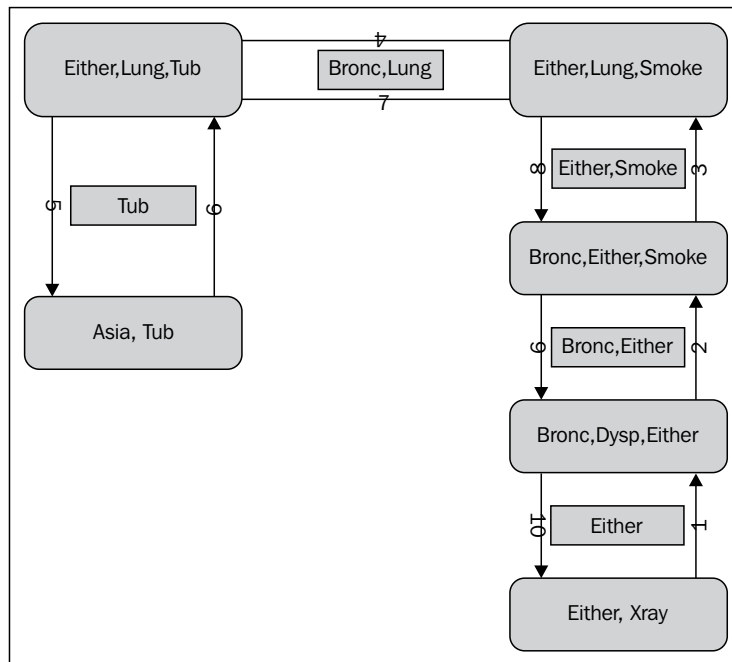 Either,Lung,Tub
4
Bronc,Lung
7
Either,Lung,Smoke
5
Tub
6
8
Either,Smoke
3
Bronc,Either,Smoke
Asia, Tub
9
Bronc,Either
2
Bronc,Dysp,Either
10
Either
1
Either, Xray